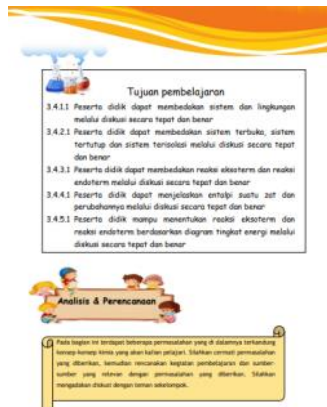 Tujuan pembelajaran
3.4.1.1 Peserta didik dapat membedakan sistem dan lingkungan
melalui diskusi secara tepat dan benar
3.4.2.1 Peserta didik dapat membedakan sistem terbuka, sistem
tertutup dan sistem terisolasi melalui diskusi secara tepat
dan benar
3.4.3.1 Peserta didik dapat membedakan reaksi eksoterm dan reaksi
endoterm melalui diskusi secara tepat dan benar
3.4.4.1 Peserta didik dapat menjelaskan entalpi suatu zat dan
perubahannya melalui diskusi secara tepat dan benar
3.4.5.1 Peserta didik mampu menentukan reaksi eksoterm dan
reaksi endoterm berdasarkan diagram tingkat energi melalui
diskusi secara tepat dan benar
Analisis & Perencanaan
Pada bagian ini terdapat beberapa permasalahan yang di dalamnya terkandung
konsep-konsep kimia yang akan kalian pelajari. Silahkan cermati permasalahan
yang diberikan, kemudian rencanakan kegiatan pembelajaran dan sumber-
sumber yang relevan dengan permasalahan yang diberikan. Silahkan
mengadakan diskusi dengan teman sekelompok.